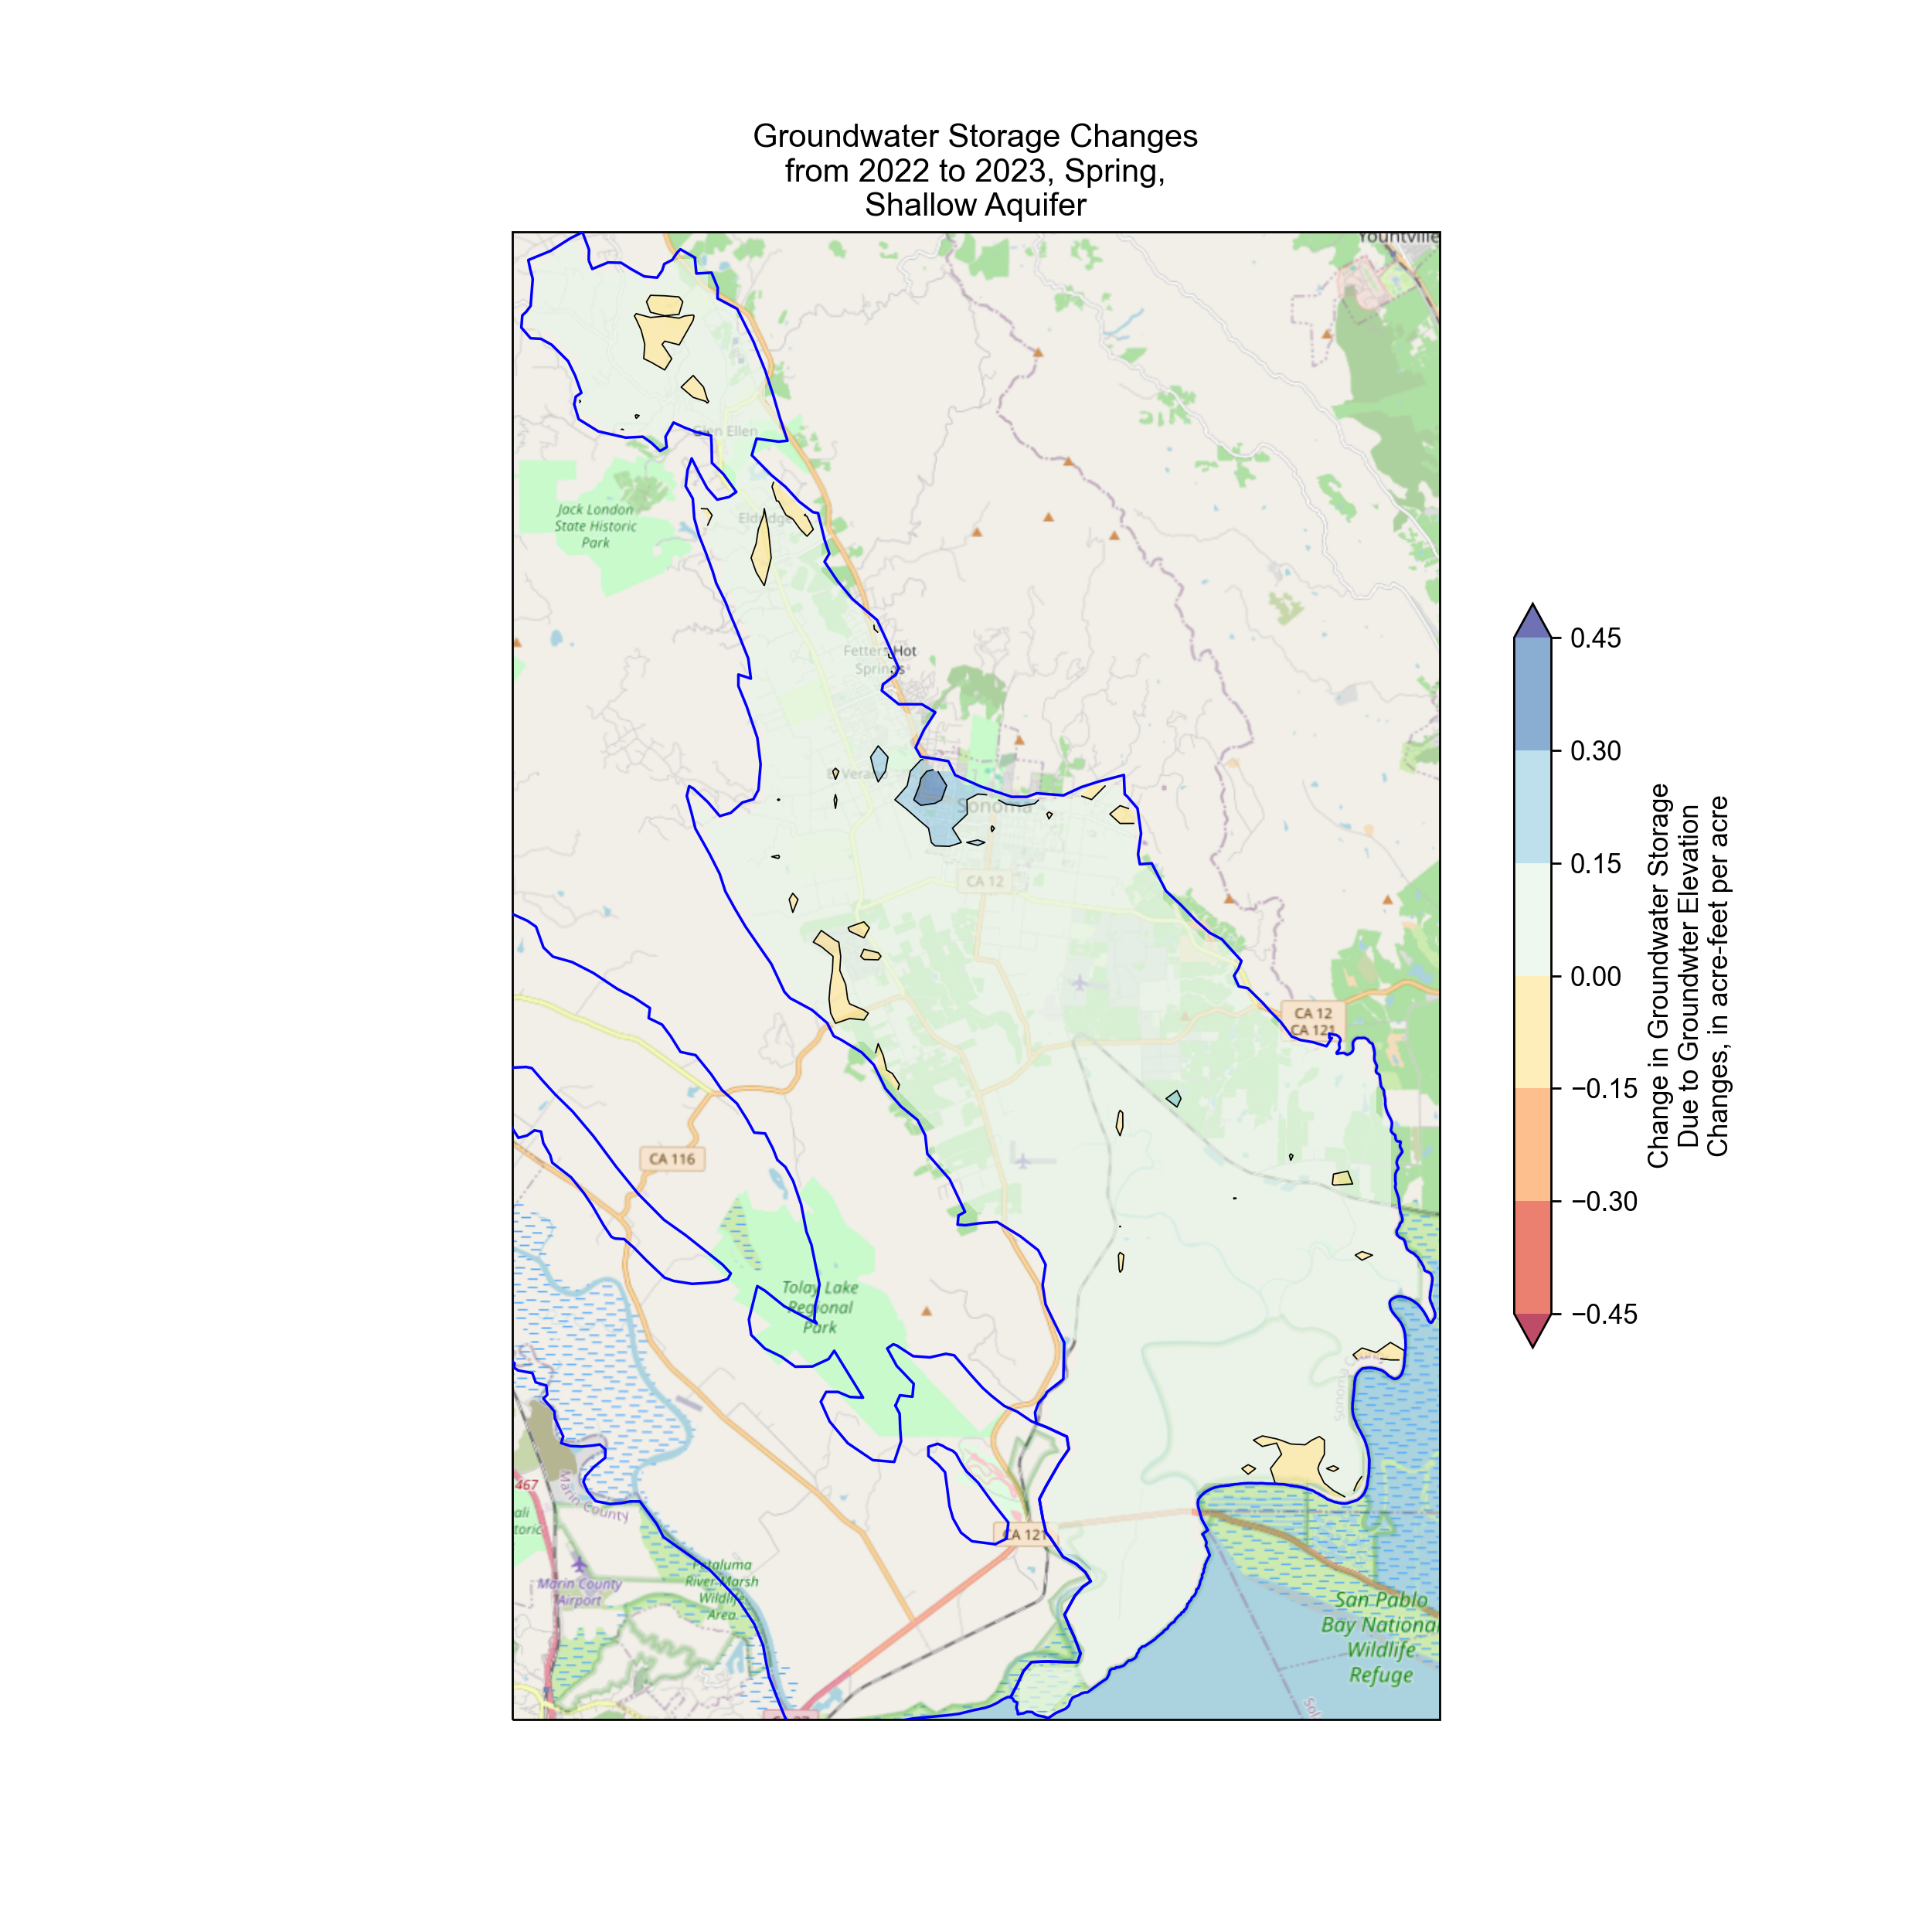 Groundwater Storage Changes
from 2022 to 2023, Spring,
Shallow Aquifer
Yountville
Glen Ellen
Jack London
State Historic
Park
Eldridge
Fetters Hot
Springs
El Verano
Sonoma
CA 12
CA 12
CA 121
CA 116
Tolay Lake
Regional
Park
467
Marin County
CA 121
Petaluma
River Marsh
Wildlife
Area
Marin County
Airport
San Pablo
Bay National
Wildlife
Refuge
0.45
0.30
0.15
0.00
−0.15
−0.30
−0.45
Change in Groundwater Storage
Due to Groundwter Elevation
Changes, in acre-feet per acre